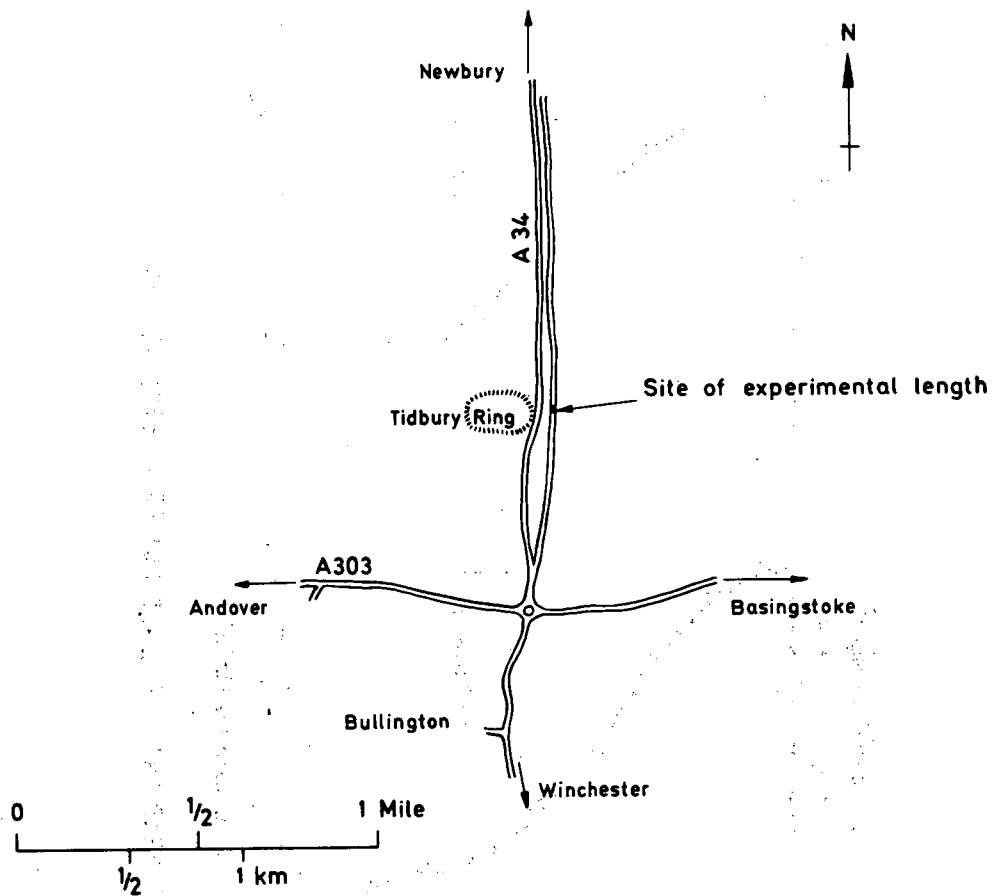 N
Newbury
A 34
Site of experimental length
Tidbury Ring
A303
Andover
Basingstoke
Bullington
Winchester
0 1/2 1 Mile
1/2 1 km